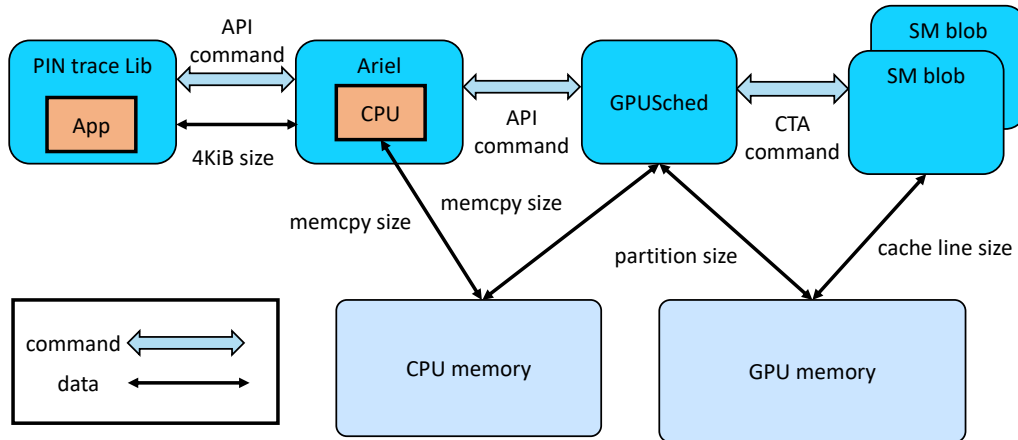 API
command
PIN trace Lib
App
4KiB size
Ariel
CPU
API
command
GPUSched
CTA
command
SM blob
SM blob
memcpy size
memcpy size
partition size
cache line size
command
data
CPU memory
GPU memory